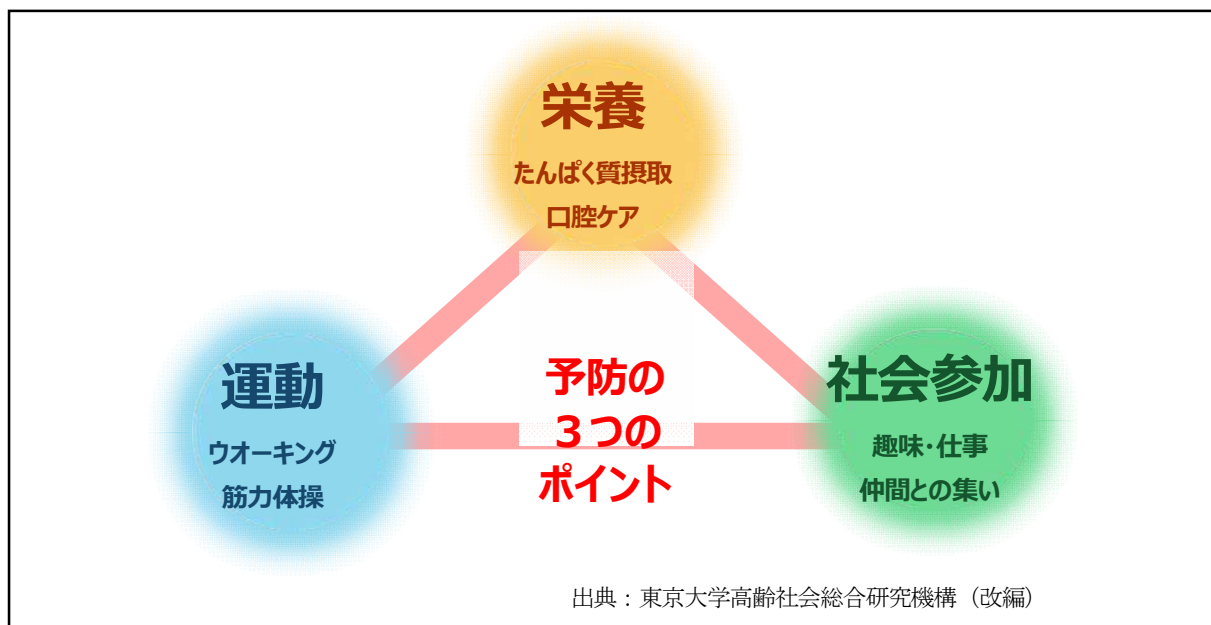 栄養
たんぱく質摂取
口腔ケア
運動
ウオーキング
筋力体操
予防の
３つの
ポイント
社会参加
趣味・仕事
仲間との集い
出典：東京大学高齢社会総合研究機構（改編）